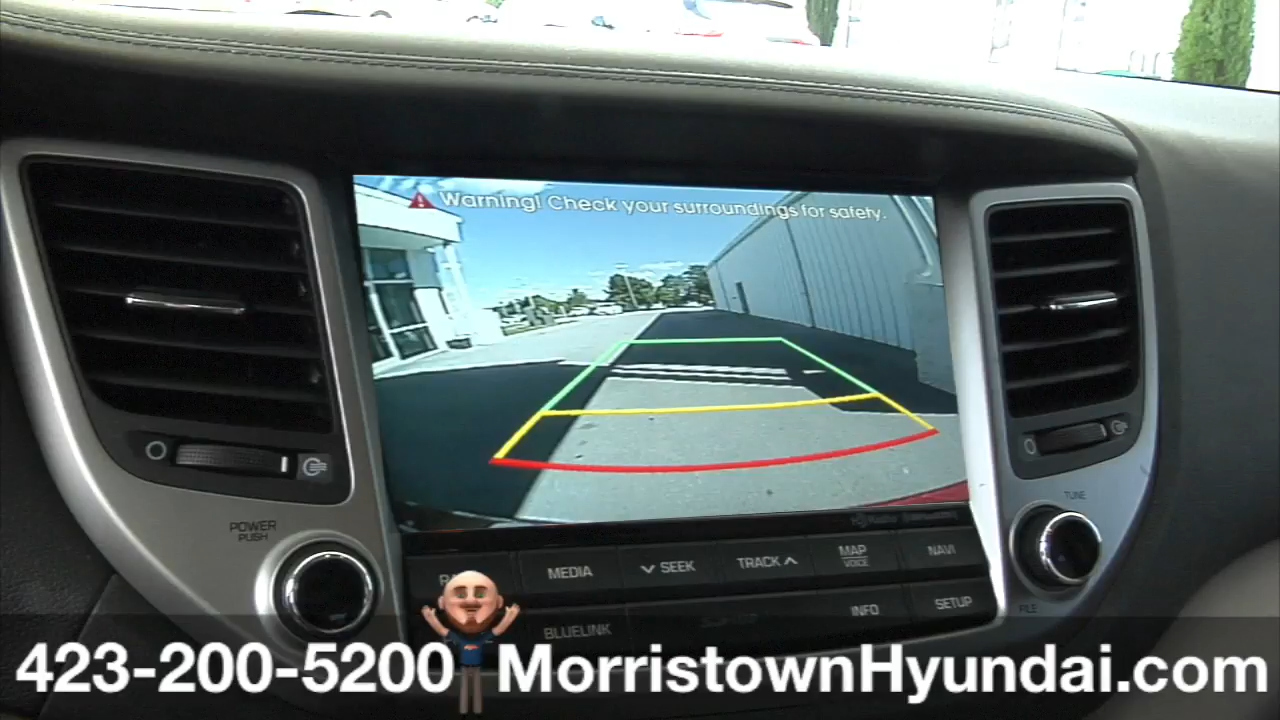 Warning! Check your surroundings for safety.
POWER
PUSH
TUNE
MEDIA
SEEK
TRACK
MAP
VOICE
NAVI
BLUELINK
INFO
SETUP
FILE
423-200-5200 MorristownHyundai.com